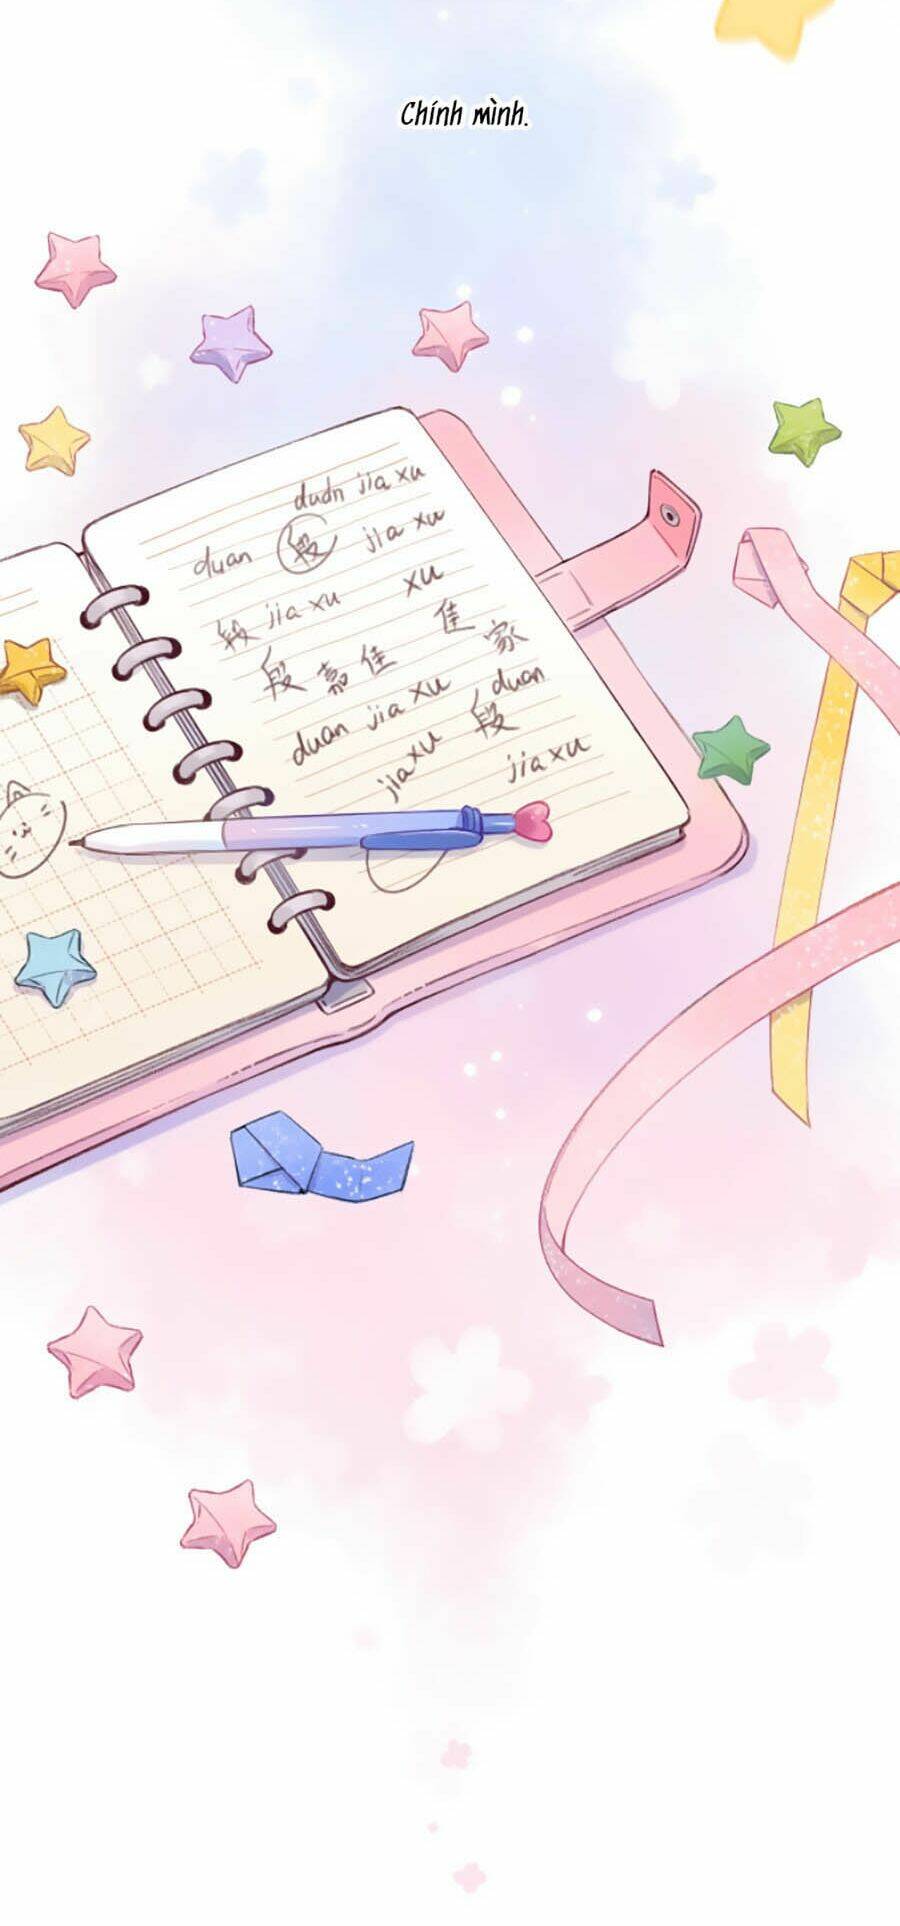 Chính mình.
duan jia xu
duan 段 jia xu
段 jia xu xu
段 嘉 佳 佳 家
duan jia xu 段 duan
jia xu jia xu